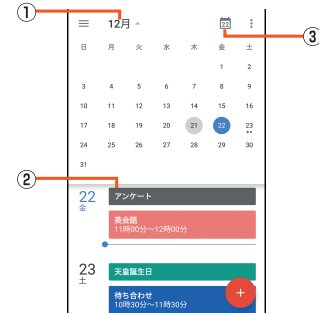 ①
12月
22
③
日 月 火 水 木 金 土
1 2
3 4 5 6 7 8 9
10 11 12 13 14 15 16
17 18 19 20 21 22 23
24 25 26 27 28 29 30
31
②
22 アンケート
金
英会話
11時00分〜12時00分
23 天皇誕生日
土
待ち合わせ
10時30分〜11時30分
+